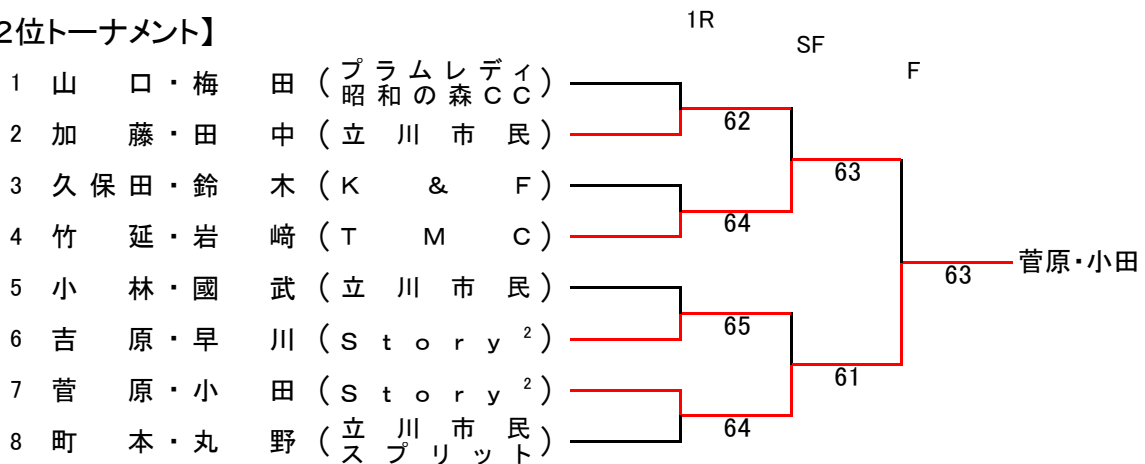 2位トーナメント】
1R
SF
F
1 山口・梅田 (プラムレディ 昭和の森CC)
2 加藤・田中 (立川市民)
3 久保田・鈴木 (K&F)
4 竹延・岩﨑 (TMC)
5 小林・國武 (立川市民)
6 吉原・早川 (Story²)
7 菅原・小田 (Story²)
8 町本・丸野 (立川市民 スプリット)
62
64
65
64
63
61
63
菅原・小田